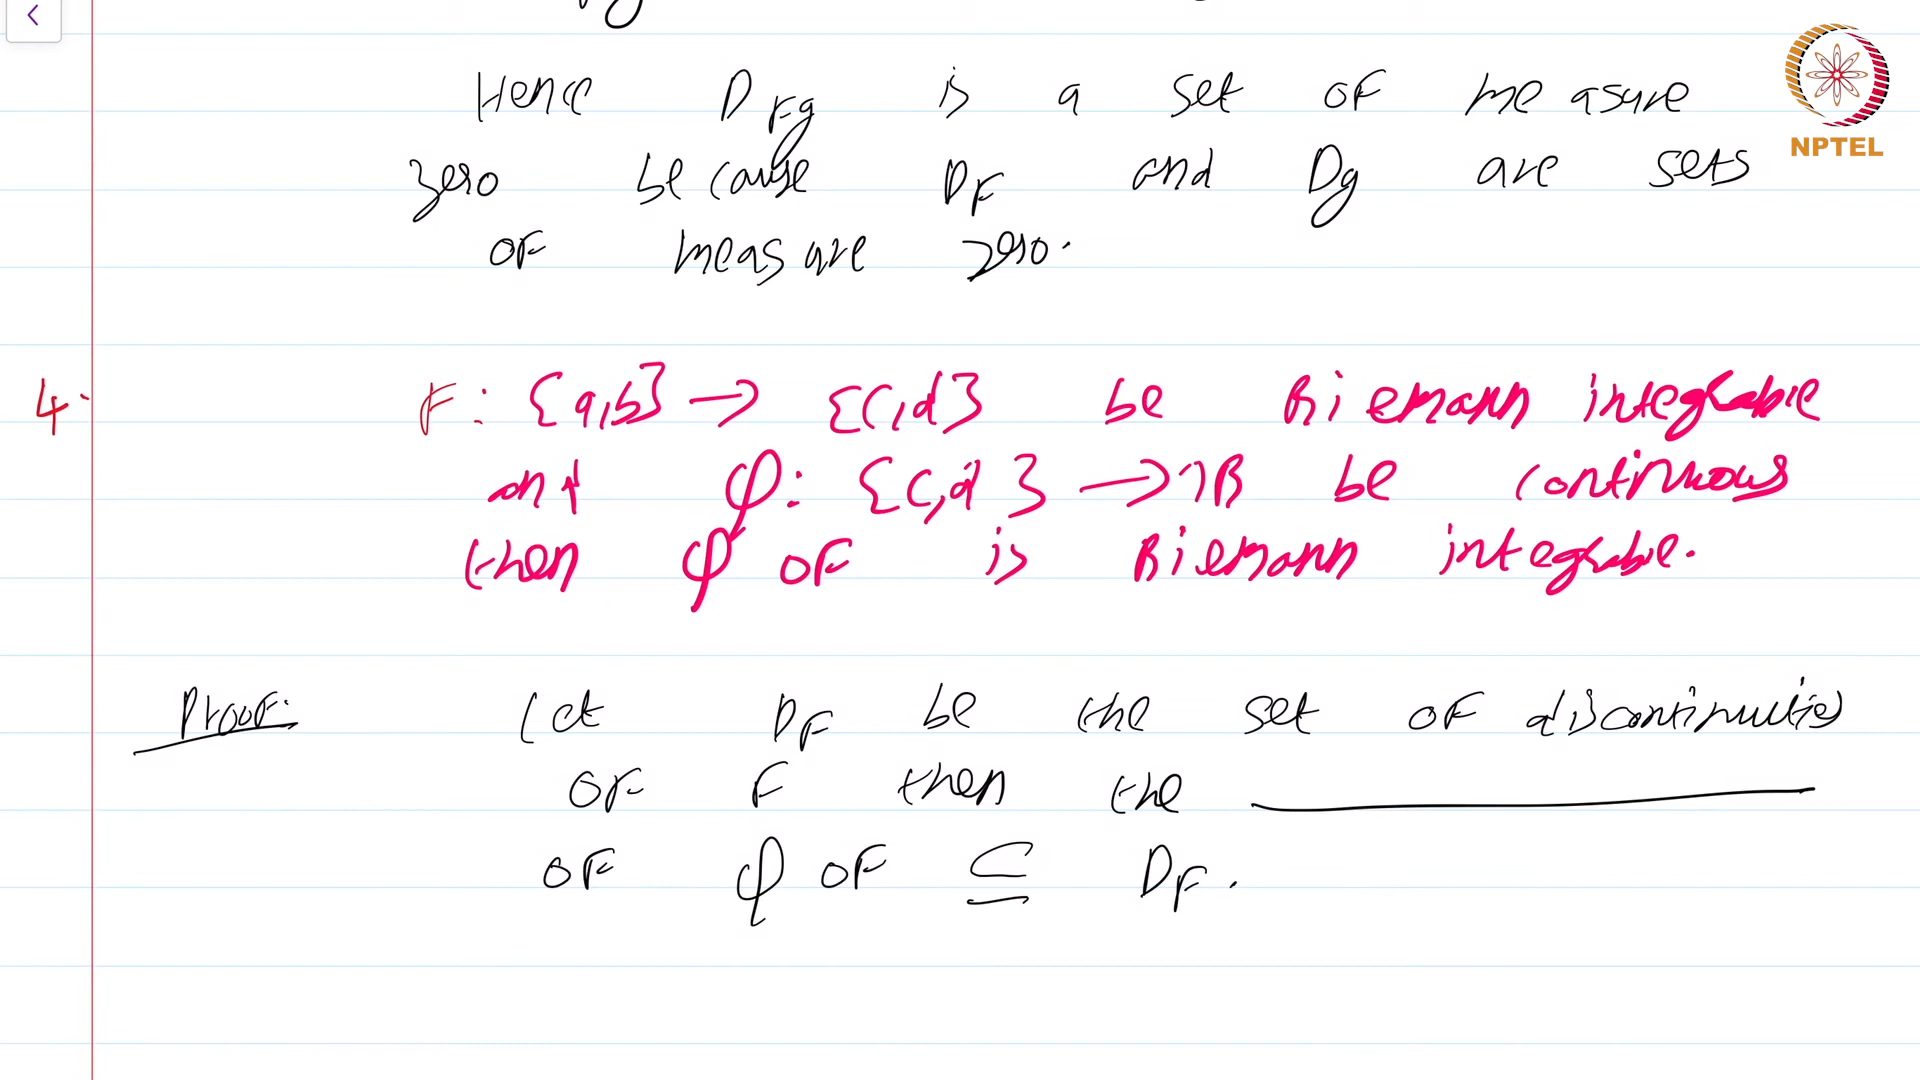 Hence D_Fg is a set of measure
NPTEL
zero because D_F and D_g are sets
of measure zero.
4. F: [a,b] → [c,d] be Riemann integrable
and φ: [c,d] → ℝ be continuous
then φ o F is Riemann integrable.
Proof: Let D_F be the set of discontinuities
of F then the ——
of φ o F ⊆ D_F.